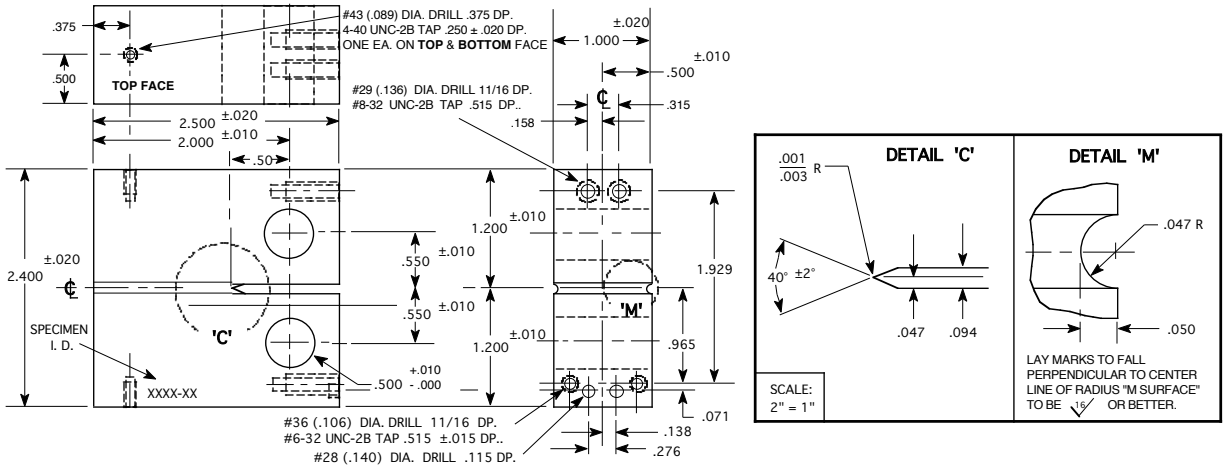 #43 (.089) DIA. DRILL .375 DP.
4-40 UNC-2B TAP .250 ± .020 DP.
ONE EA. ON TOP & BOTTOM FACE
.375
.500
TOP FACE
±.020
1.000
±.010
.500
#29 (.136) DIA. DRILL 11/16 DP.
#8-32 UNC-2B TAP .515 DP..
℄
.315
.158
2.500 ±.020
2.000 ±.010
.50
±.020
2.400
℄
±.010
1.200
±.010
.550
.550 ±.010
±.010
1.200
1.929
.965
.071
.138
.276
'C'
'M'
SPECIMEN
I. D.
XXXX-XX
.500 +.010
- .000
#36 (.106) DIA. DRILL 11/16 DP.
#6-32 UNC-2B TAP .515 ±.015 DP..
#28 (.140) DIA. DRILL .115 DP.
DETAIL 'C'
.001
.003 R
40° ±2°
.047
.094
SCALE:
2" = 1"
DETAIL 'M'
.047 R
.050
LAY MARKS TO FALL
PERPENDICULAR TO CENTER
LINE OF RADIUS "M SURFACE"
TO BE 16 OR BETTER.